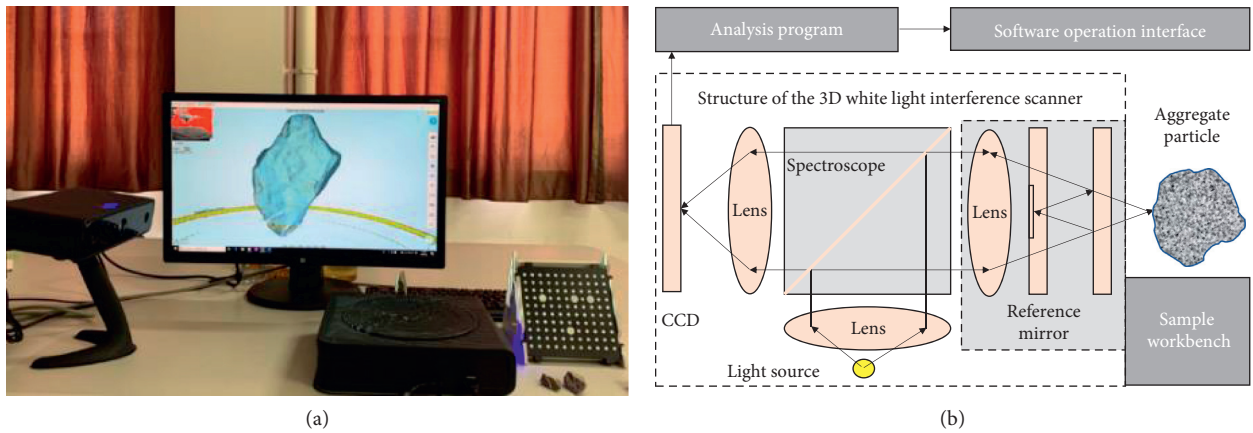 Analysis program
Software operation interface
Structure of the 3D white light interference scanner
Aggregate
particle
Spectroscope
Lens
Lens
CCD
Lens
Reference
mirror
Sample
workbench
Light source
(a)
(b)